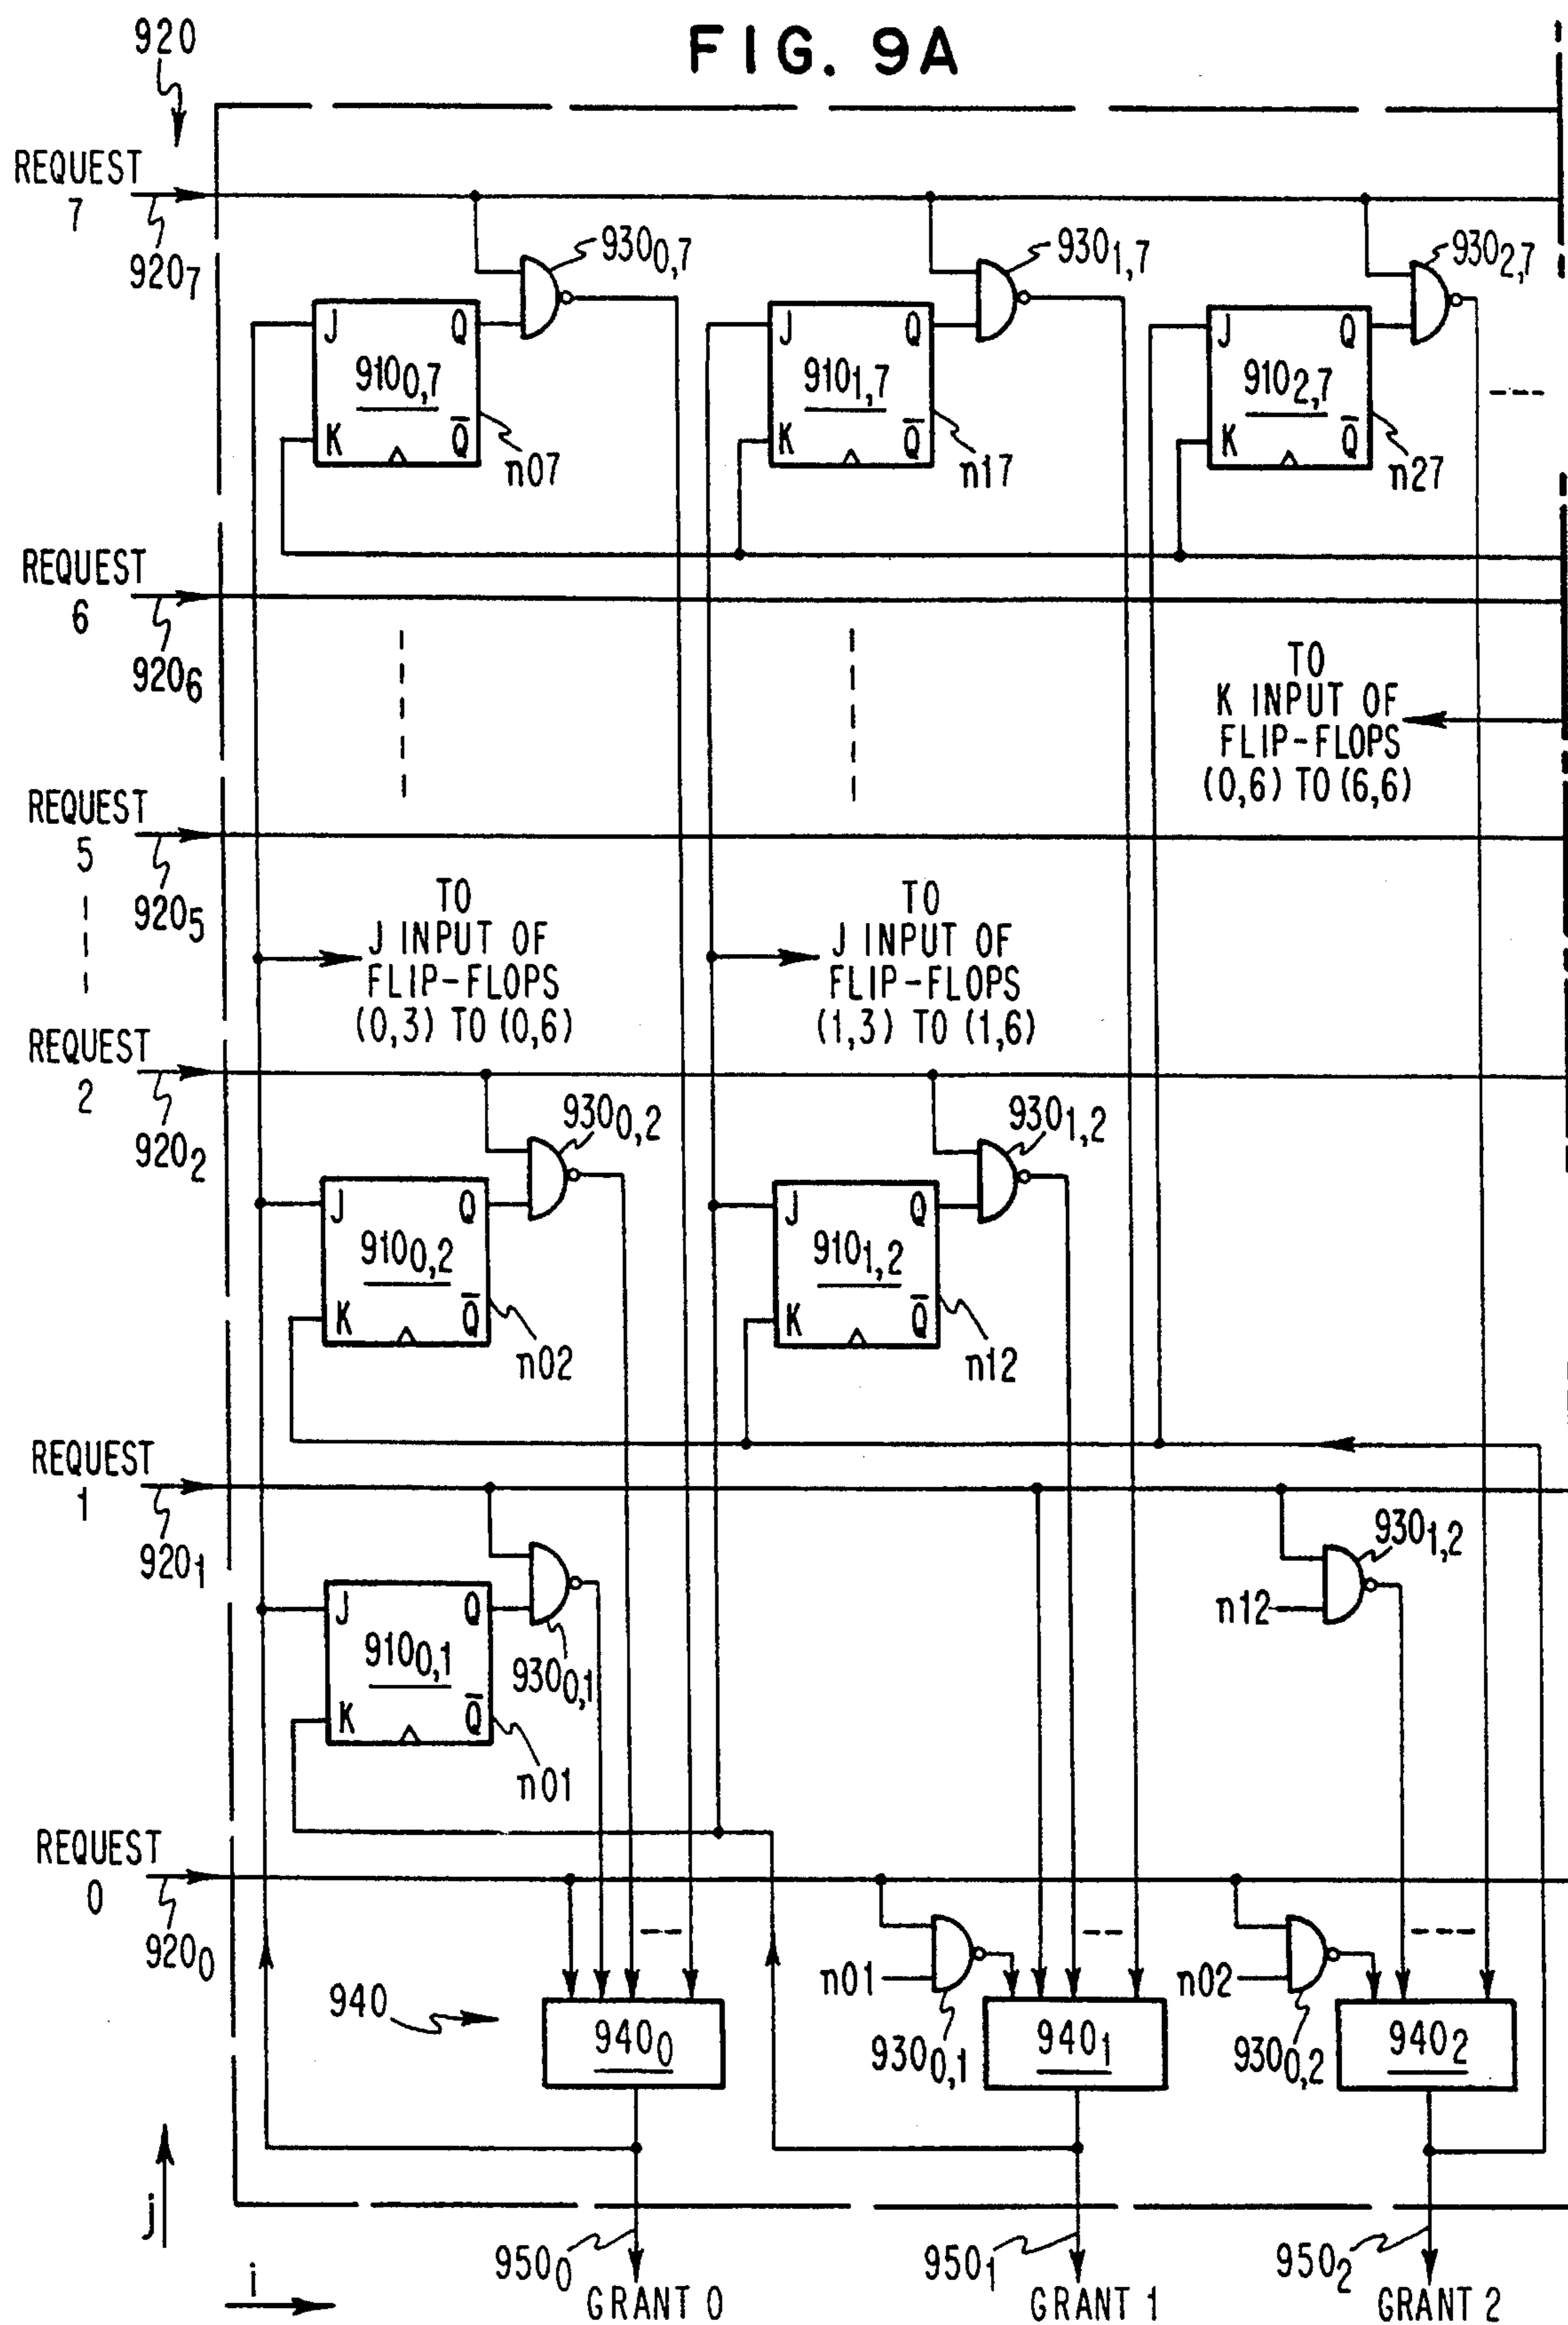 FIG. 9A
920
REQUEST
7
920₇
930₀,₇
930₁,₇
930₂,₇
J Q
910₀,₇
K Q̅
n07
J Q
910₁,₇
K Q̅
n17
J Q
910₂,₇
K Q̅
n27
REQUEST
6
920₆
TO
K INPUT OF
FLIP-FLOPS
(0,6) TO (6,6)
REQUEST
5
920₅
TO
J INPUT OF
FLIP-FLOPS
(0,3) TO (0,6)
TO
J INPUT OF
FLIP-FLOPS
(1,3) TO (1,6)
REQUEST
2
920₂
930₀,₂
930₁,₂
J Q
910₀,₂
K Q̅
n02
J Q
910₁,₂
K Q̅
n12
REQUEST
1
920₁
930₁,₂
n12
J Q
910₀,₁
K Q̅
930₀,₁
n01
REQUEST
0
920₀
n01
n02
940
940₀
930₀,₁
940₁
930₀,₂
940₂
j
i
950₀
GRANT 0
950₁
GRANT 1
950₂
GRANT 2